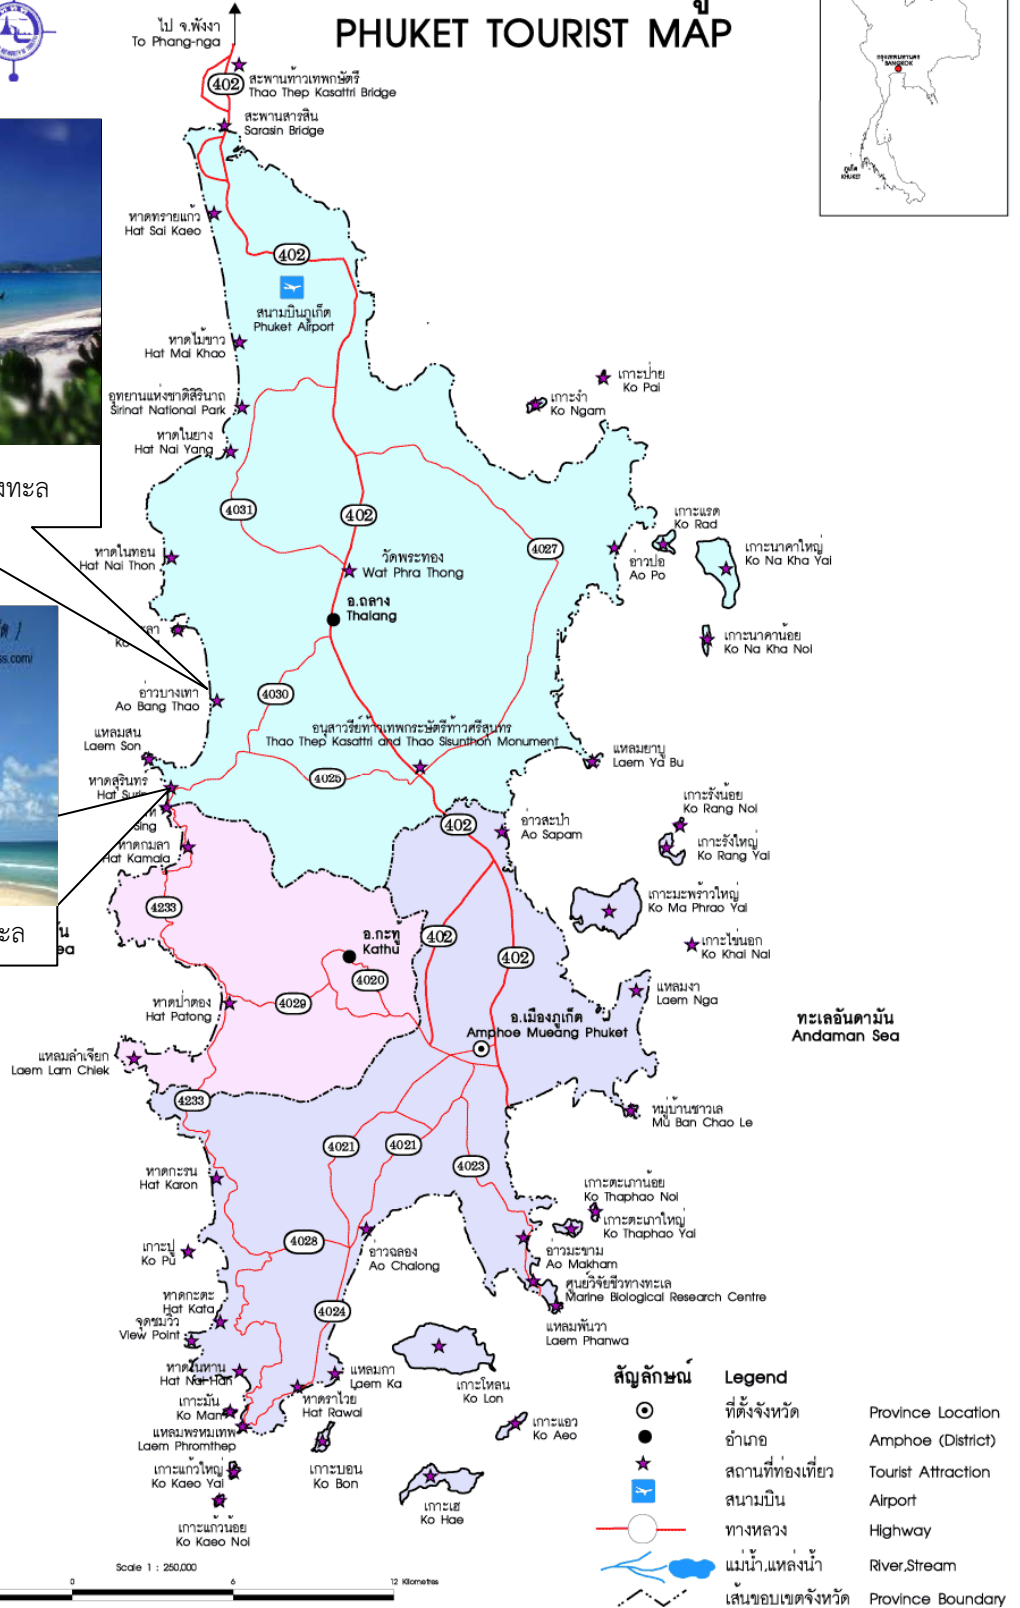 PHUKET TOURIST MAP
ไป จ.พังงา
To Phang-nga
402
สะพานท้าวเทพกษัตรี
Thao Thep Kasattri Bridge
สะพานสารสิน
Sarasin Bridge
กรุงเทพมหานคร
BANGKOK
ภูเก็ต
หาดทรายแก้ว
Hat Sai Kaeo
402
สนามบินภูเก็ต
Phuket Airport
หาดไม้ขาว
Hat Mai Khao
เกาะป่าย
Ko Pai
เกาะงำ
Ko Ngam
อุทยานแห่งชาติสิรินาถ
Sirinat National Park
หาดในยาง
Hat Nai Yang
4031
402
4027
เกาะแรด
Ko Rad
เกาะนาคาใหญ่
Ko Na Kha Yai
อ่าวปอ
Ao Po
หาดในทอน
Hat Nai Thon
วัดพระทอง
Wat Phra Thong
อ.ถลาง
Thalang
เกาะนาคาน้อย
Ko Na Kha Noi
อ่าวบางเทา
Ao Bang Thao
4030
อนุสาวรีย์ท้าวเทพกระษัตรีท้าวศรีสุนทร
Thao Thep Kasattri and Thao Sisunthon Monument
แหลมสน
Laem Son
แหลมยาบู
Laem Ya Bu
4025
หาดสุรินทร
Hat Surin
เกาะรังน้อย
Ko Rang Noi
402
อ่าวสะปำ
Ao Sapam
เกาะรังใหญ่
Ko Rang Yai
หาดกมลา
Hat Kamala
เกาะมะพร้าวใหญ่
Ko Ma Phrao Yai
4233
อ.กะทู้
Kathu
402
เกาะไข่นอก
Ko Khai Nai
402
4020
4029
หาดป่าตอง
Hat Patong
แหลมงา
Laem Nga
อ.เมืองภูเก็ต
Amphoe Mueang Phuket
ทะเลอันดามัน
Andaman Sea
แหลมลำเจียก
Laem Lam Chiek
4233
หมู่บ้านชาวเล
Mu Ban Chao Le
4021
4021
4023
หาดกะรน
Hat Karon
เกาะตะเภาน้อย
Ko Thaphao Noi
เกาะตะเภาใหญ่
Ko Thaphao Yai
4028
เกาะปู
Ko Pu
อ่าวฉลอง
Ao Chalong
อ่าวมะขาม
Ao Makham
ศูนย์วิจัยชีวทางทะเล
Marine Biological Research Centre
หาดกะตะ
Hat Kata
4024
จุดชมวิว
View Point
แหลมพันวา
Laem Phanwa
หาดในหาน
Hat Nai Han
แหลมกา
Laem Ka
เกาะโหลน
Ko Lon
เกาะมัน
Ko Man
หาดราไวย
Hat Rawai
แหลมพรหมเทพ
Laem Phromthep
เกาะแอว
Ko Aeo
เกาะแก้วใหญ่
Ko Kaeo Yai
เกาะบอน
Ko Bon
เกาะเฮ
Ko Hae
เกาะแก้วน้อย
Ko Kaeo Noi
สัญลักษณ์ Legend
ที่ตั้งจังหวัด Province Location
อำเภอ Amphoe (District)
สถานที่ท่องเที่ยว Tourist Attraction
สนามบิน Airport
ทางหลวง Highway
แม่น้ำ,แหล่งน้ำ River,Stream
เส้นขอบเขตจังหวัด Province Boundary
Scale 1 : 250,000
0 6 12 Kilometres